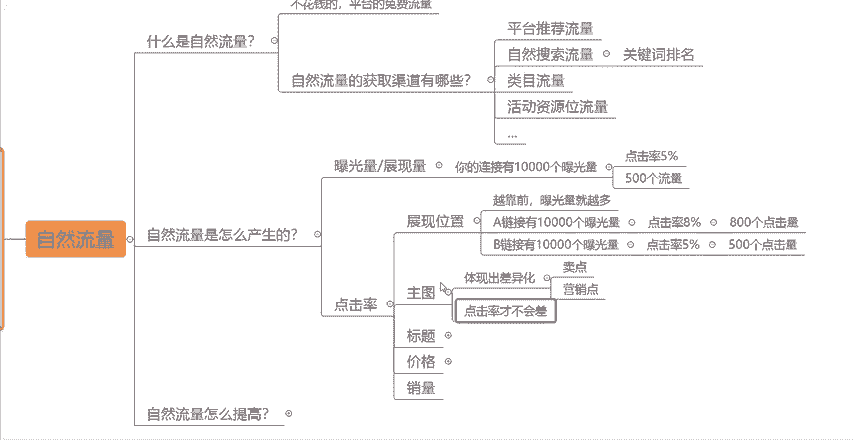 不花钱的，平台的免费流量
什么是自然流量？
平台推荐流量
自然搜索流量
关键词排名
自然流量的获取渠道有哪些？
类目流量
活动资源位流量
...
曝光量/展现量
你的连接有10000个曝光量
点击率5%
500个流量
自然流量
自然流量是怎么产生的？
越靠前，曝光量就越多
展现位置
A链接有10000个曝光量
点击率8%
800个点击量
B链接有10000个曝光量
点击率5%
500个点击量
点击率
主图
体现出差异化
卖点
营销点
点击率才不会差
标题
价格
销量
自然流量怎么提高？